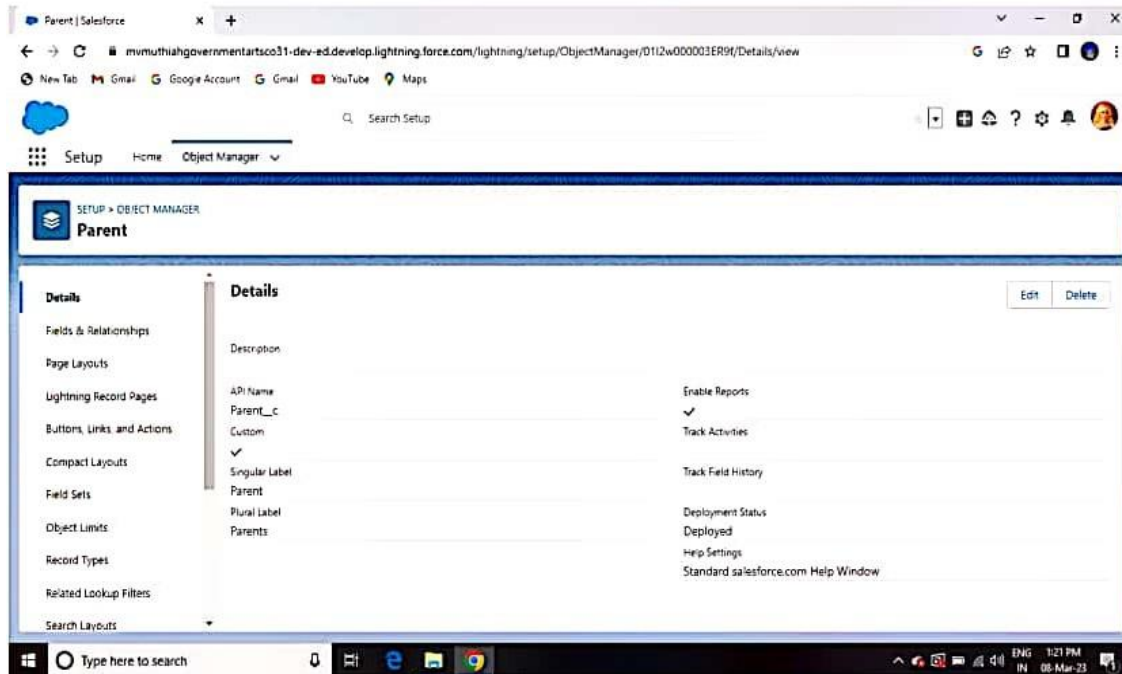 Parent | Salesforce
mvmuthiahgovernmentartsco31-dev-ed.develop.lightning.force.com/lightning/setup/ObjectManager/01I2w000003ER9f/Details/view
New Tab Gmail Google Account Gmail YouTube Maps
Search Setup
Setup Home Object Manager
SETUP > OBJECT MANAGER
Parent
Details
Fields & Relationships
Page Layouts
Lightning Record Pages
Buttons, Links, and Actions
Compact Layouts
Field Sets
Object Limits
Record Types
Related Lookup Filters
Search Layouts
Details
Edit Delete
Description
API Name
Parent__c
Custom
Singular Label
Parent
Plural Label
Parents
Enable Reports
Track Activities
Track Field History
Deployment Status
Deployed
Help Settings
Standard salesforce.com Help Window
Type here to search
ENG 1:21 PM
IN 08-Mar-23